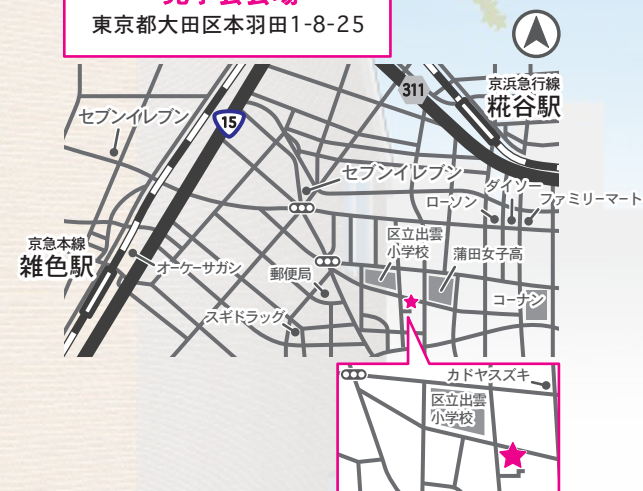 見学会会場
東京都大田区本羽田1-8-25
311
京浜急行線
糀谷駅
セブンイレブン
15
セブンイレブン
ダイソー
ローソン
ファミリーマート
区立出雲
小学校
蒲田女子高
京急本線
雑色駅
オーケーサガン
郵便局
コーナン
スギドラッグ
カドヤスズキ
区立出雲
小学校